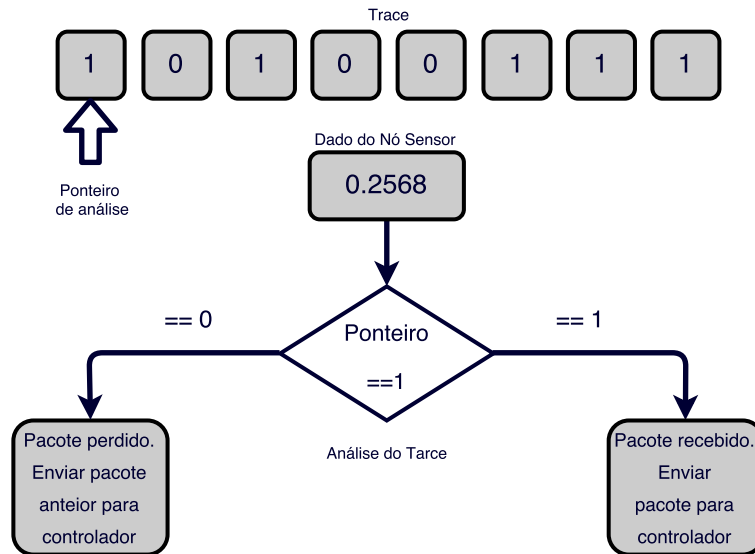 Trace
1 0 1 0 0 1 1 1
Ponteiro
de análise
Dado do Nó Sensor
0.2568
== 0
== 1
Ponteiro
==1
Análise do Tarce
Pacote perdido.
Enviar pacote
anteior para
controlador
Pacote recebido.
Enviar
pacote para
controlador